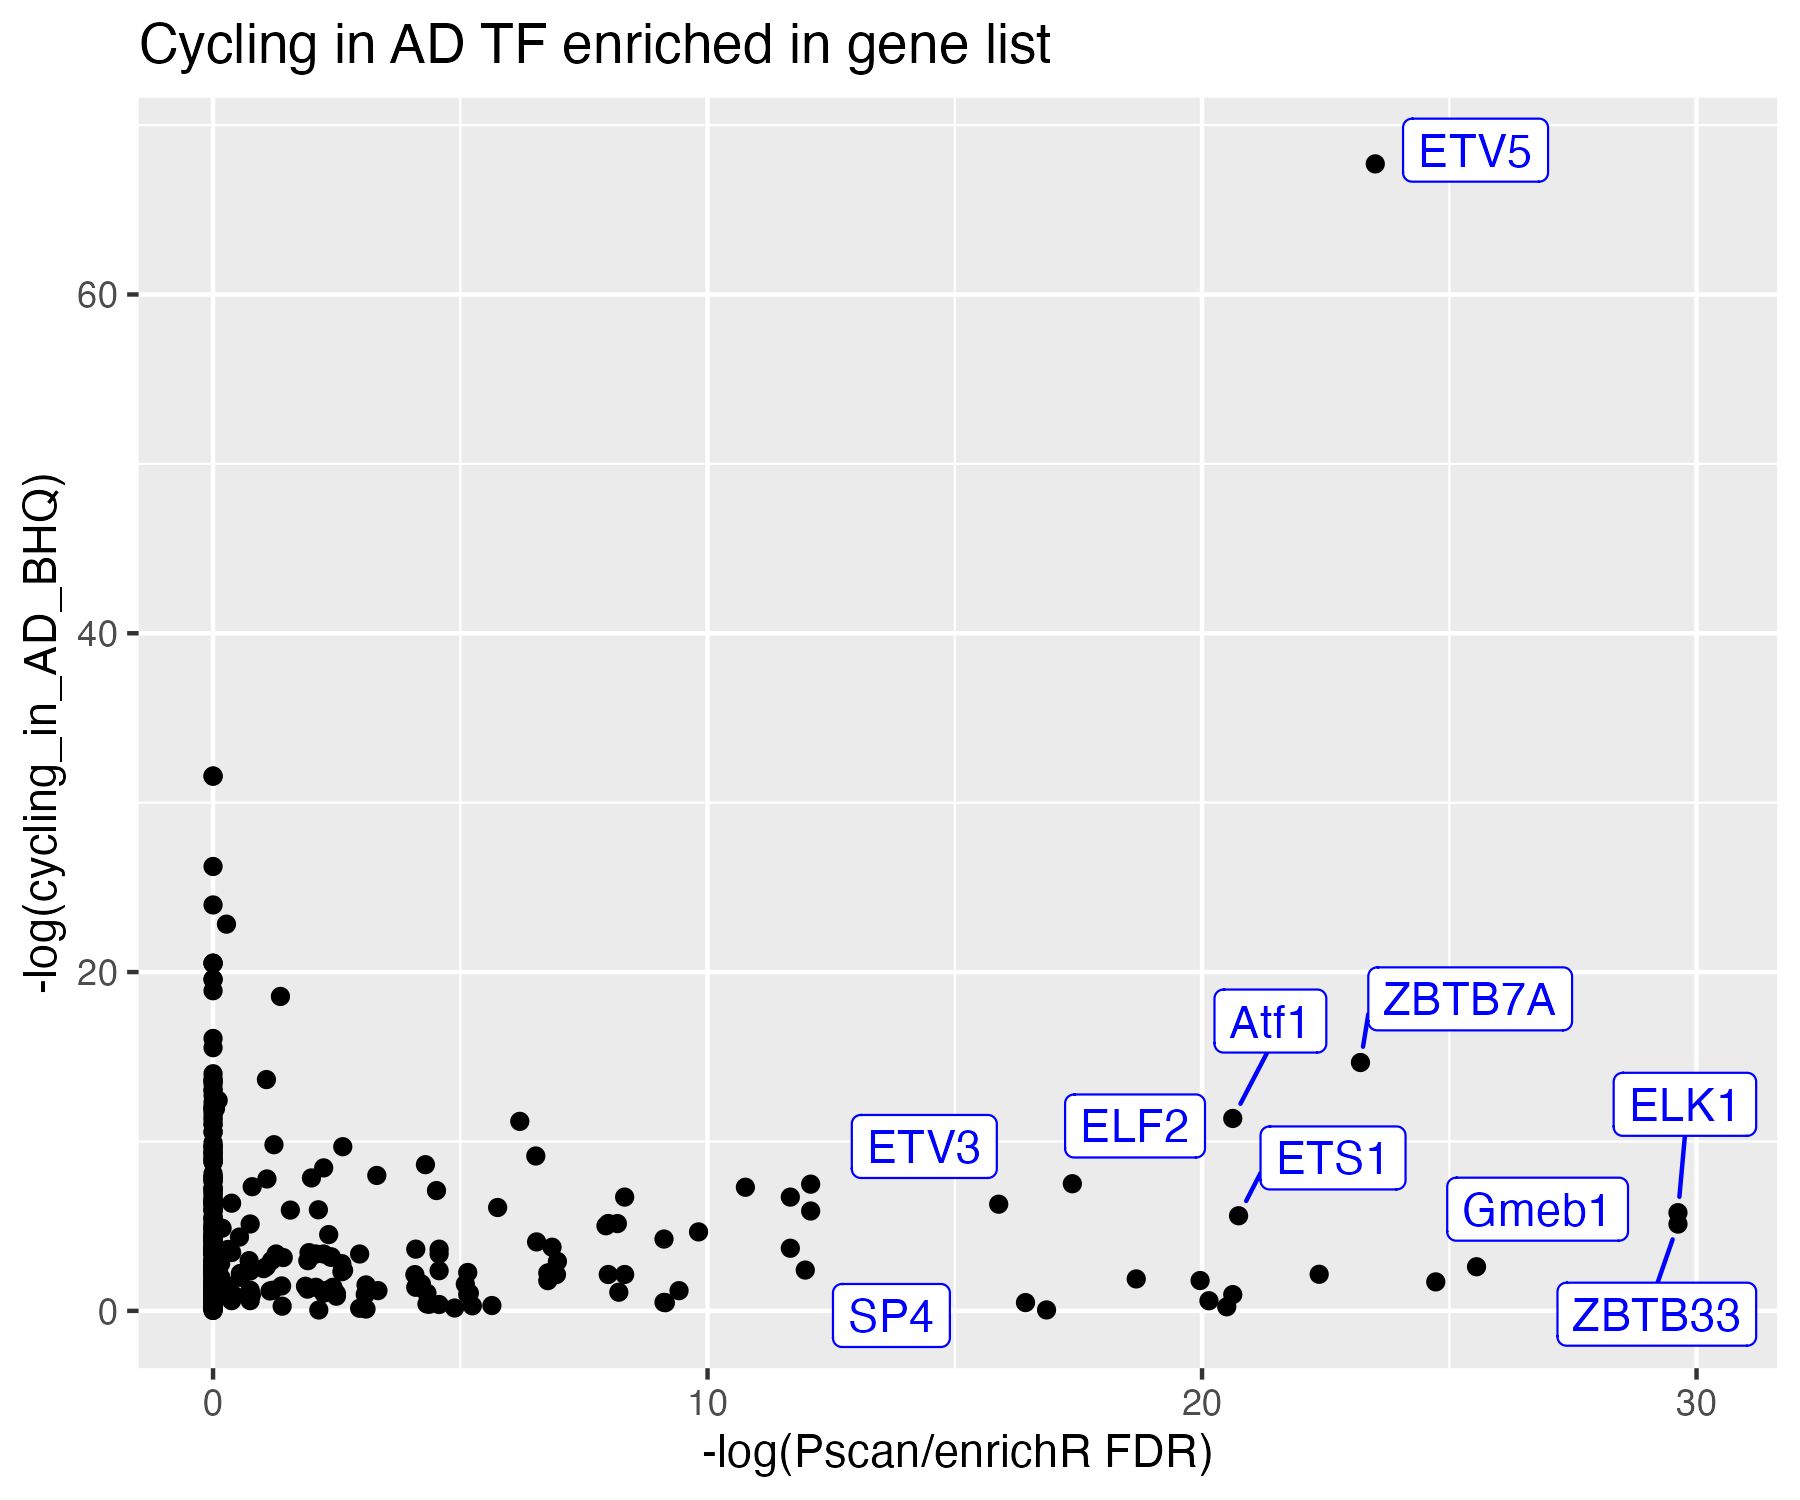 Cycling in AD TF enriched in gene list
-log(cycling_in_AD_BHQ)
60
40
20
0
ETV5
ZBTB7A
Atf1
ELK1
ELF2
ETV3
ETS1
Gmeb1
SP4
ZBTB33
0 10 20 30
-log(Pscan/enrichR FDR)